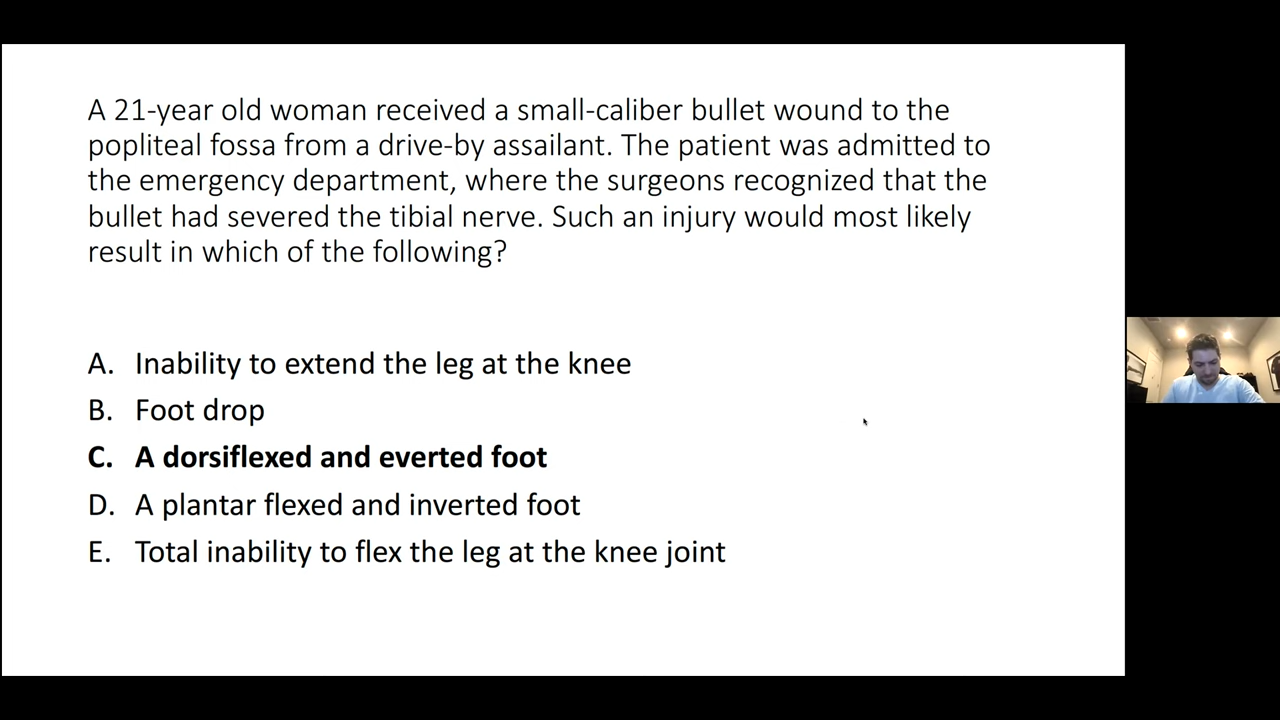 A 21-year old woman received a small-caliber bullet wound to the
popliteal fossa from a drive-by assailant. The patient was admitted to
the emergency department, where the surgeons recognized that the
bullet had severed the tibial nerve. Such an injury would most likely
result in which of the following?
A. Inability to extend the leg at the knee
B. Foot drop
C. A dorsiflexed and everted foot
D. A plantar flexed and inverted foot
E. Total inability to flex the leg at the knee joint